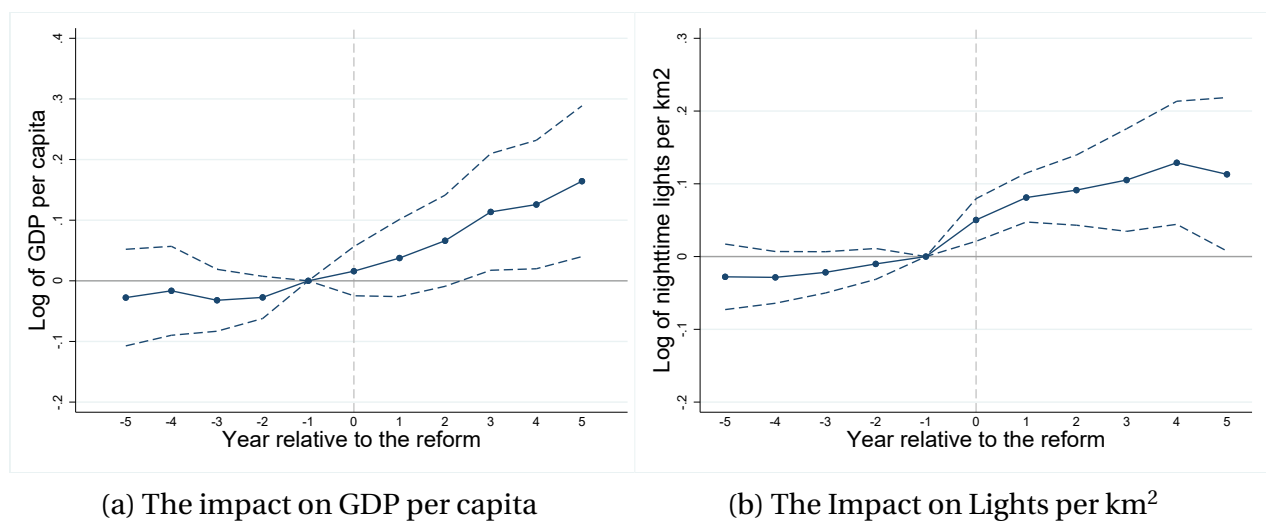 Log of GDP per capita
.4
.3
.2
.1
0
-.1
-.2
-5 -4 -3 -2 -1 0 1 2 3 4 5
Year relative to the reform
(a) The impact on GDP per capita
Log of nighttime lights per km2
.3
.2
.1
0
-.1
-.2
-5 -4 -3 -2 -1 0 1 2 3 4 5
Year relative to the reform
(b) The Impact on Lights per km²